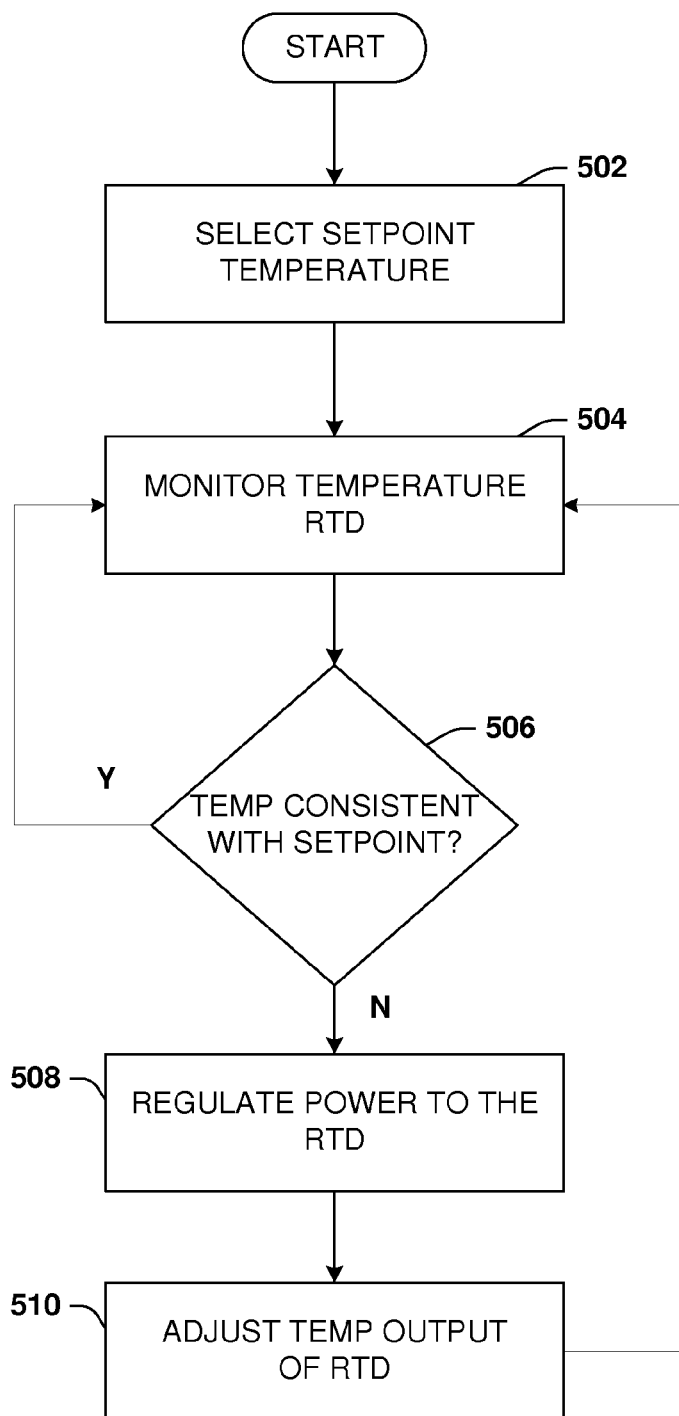 START
502
SELECT SETPOINT
TEMPERATURE
504
MONITOR TEMPERATURE
RTD
506
Y
TEMP CONSISTENT
WITH SETPOINT?
N
508
REGULATE POWER TO THE
RTD
510
ADJUST TEMP OUTPUT
OF RTD